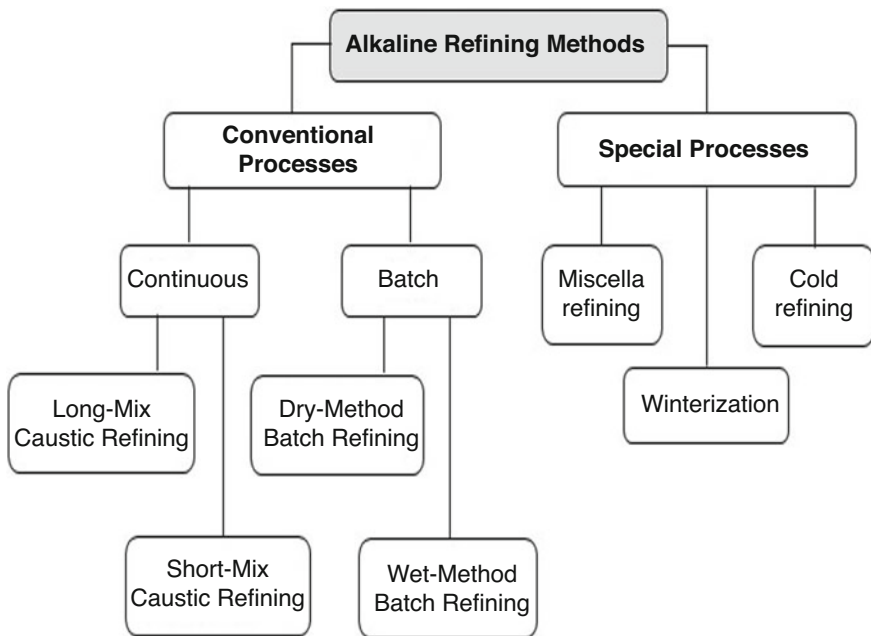 Alkaline Refining Methods
Conventional
Processes
Special Processes
Continuous
Batch
Miscella
refining
Cold
refining
Long-Mix
Caustic Refining
Dry-Method
Batch Refining
Winterization
Short-Mix
Caustic Refining
Wet-Method
Batch Refining